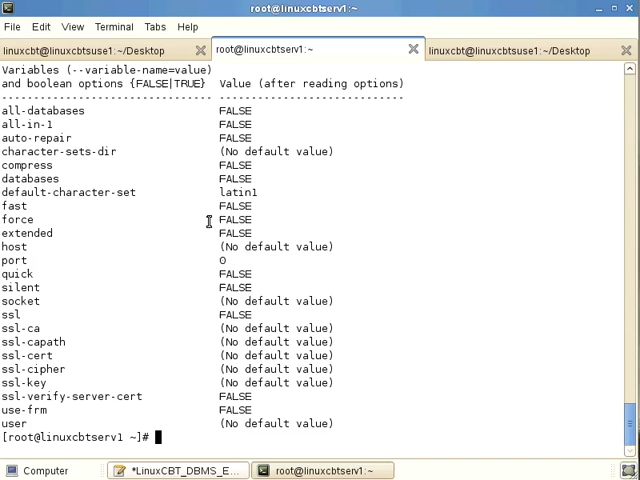 root@linuxcbtserv1:~
File Edit View Terminal Tabs Help
linuxcbt@linuxcbtsuse1:~/Desktop root@linuxcbtserv1:~ linuxcbt@linuxcbtsuse1:~/Desktop
Variables (--variable-name=value)
and boolean options {FALSE|TRUE} Value (after reading options)
--------------------------------- -----------------------------
all-databases FALSE
all-in-1 FALSE
auto-repair FALSE
character-sets-dir (No default value)
compress FALSE
databases FALSE
default-character-set latin1
fast FALSE
force FALSE
extended FALSE
host (No default value)
port 0
quick FALSE
silent FALSE
socket (No default value)
ssl FALSE
ssl-ca (No default value)
ssl-capath (No default value)
ssl-cert (No default value)
ssl-cipher (No default value)
ssl-key (No default value)
ssl-verify-server-cert FALSE
use-frm FALSE
user (No default value)
[root@linuxcbtserv1 ~]#
Computer *LinuxCBT_DBMS_E... root@linuxcbtserv1:~